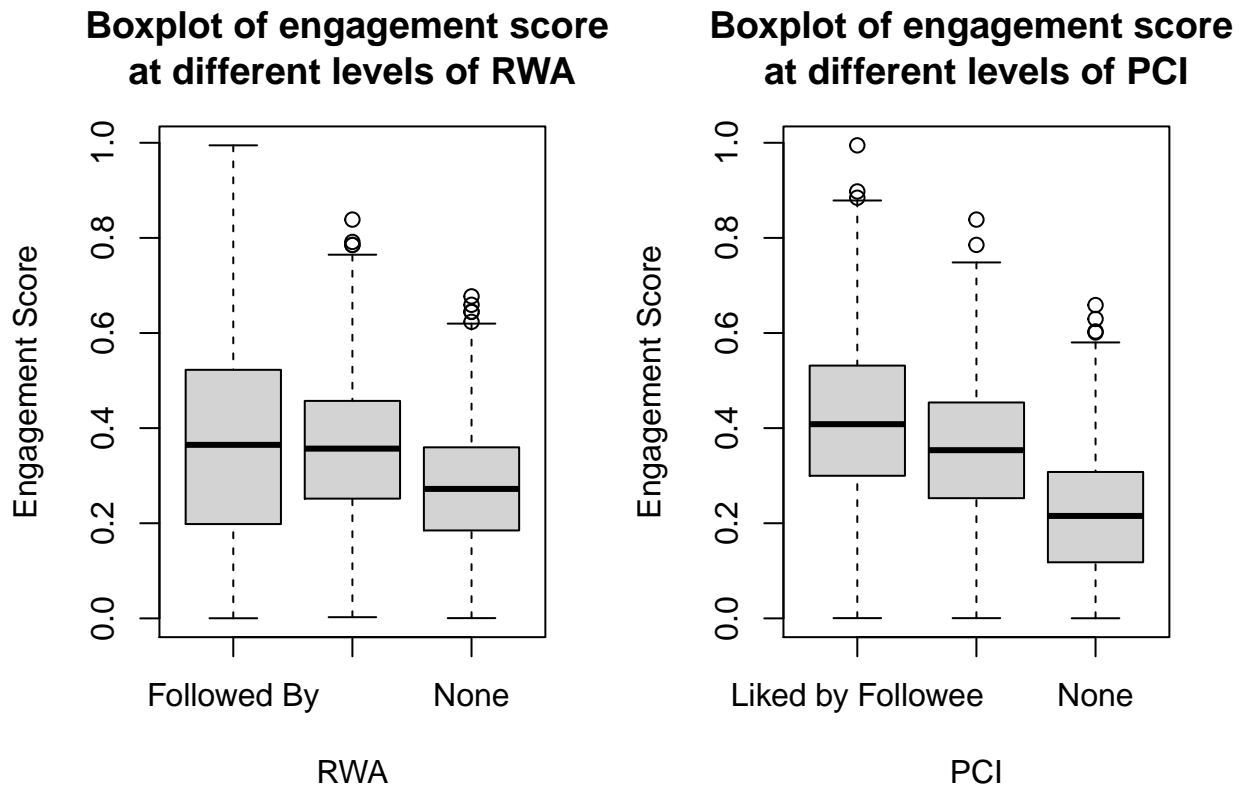 Boxplot of engagement score
at different levels of RWA
Engagement Score
1.0
0.8
0.6
0.4
0.2
0.0
Followed By
None
RWA
Boxplot of engagement score
at different levels of PCI
Engagement Score
1.0
0.8
0.6
0.4
0.2
0.0
Liked by Followee
None
PCI